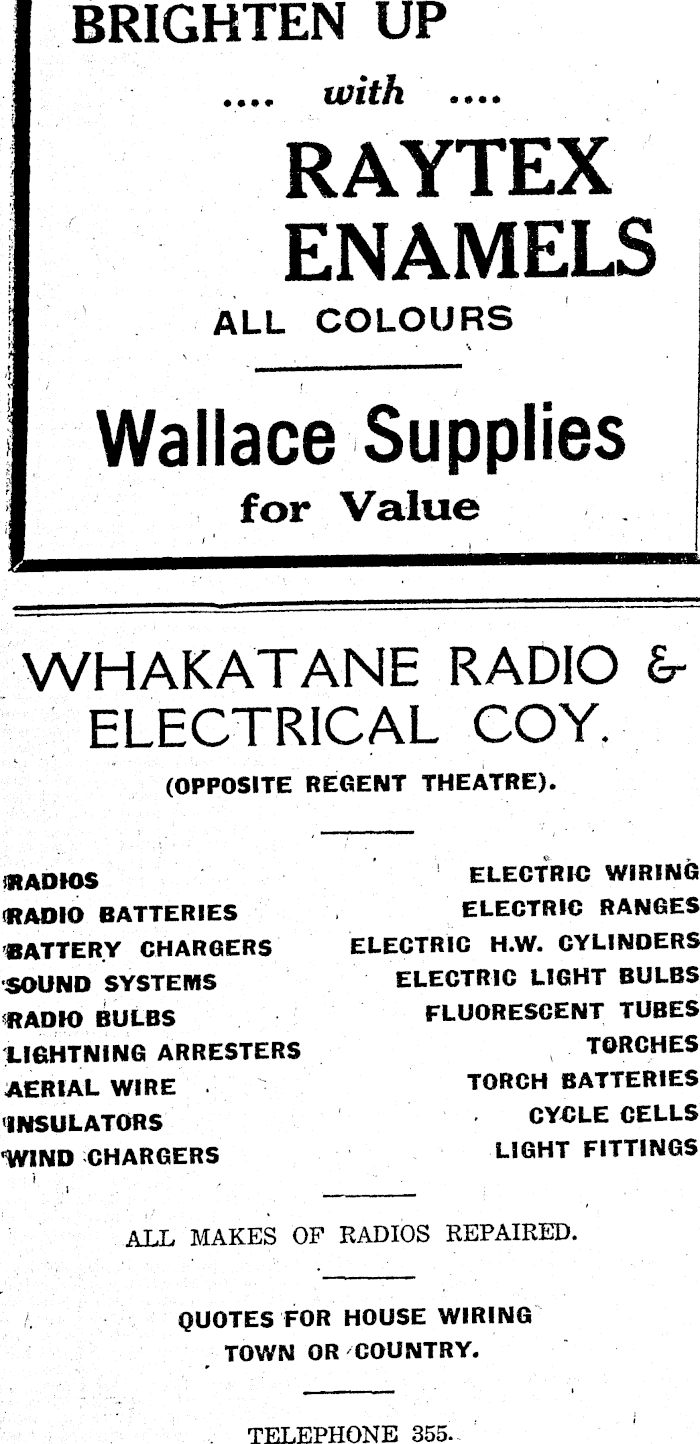 BRIGHTEN UP
.... with ....
RAYTEX
ENAMELS
ALL COLOURS
Wallace Supplies
for Value
WHAKATANE RADIO &
ELECTRICAL COY.
(OPPOSITE REGENT THEATRE).
RADIOS
RADIO BATTERIES
BATTERY CHARGERS
SOUND SYSTEMS
RADIO BULBS
LIGHTNING ARRESTERS
AERIAL WIRE
INSULATORS
WIND CHARGERS
ELECTRIC WIRING
ELECTRIC RANGES
ELECTRIC H.W. CYLINDERS
ELECTRIC LIGHT BULBS
FLUORESCENT TUBES
TORCHES
TORCH BATTERIES
CYCLE CELLS
LIGHT FITTINGS
ALL MAKES OF RADIOS REPAIRED.
QUOTES FOR HOUSE WIRING
TOWN OR COUNTRY.
TELEPHONE 355.